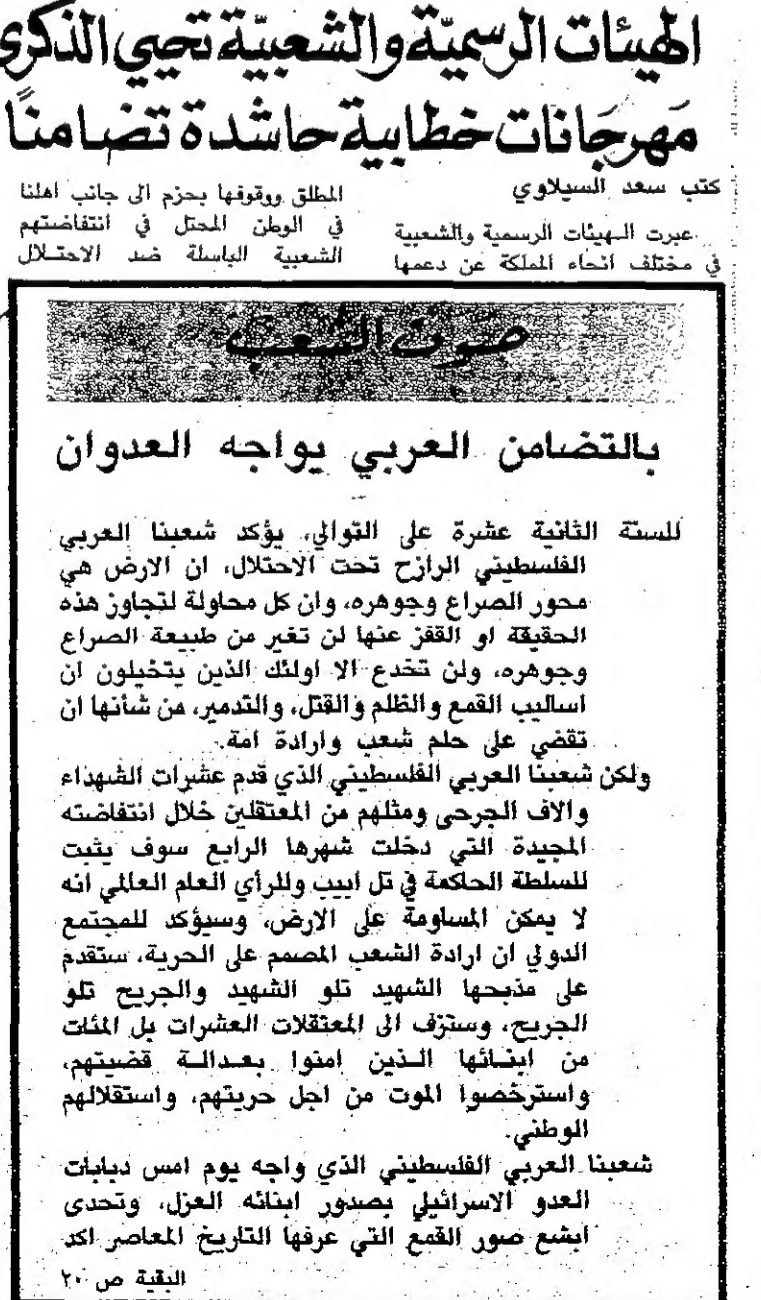 الهيئات الرسميّة والشعبيّة تحيي الذكرى
مهرجانات خطابية حاشدة تضامنًا
كتب سعد السيلاوي
عبرت الهيئات الرسمية والشعبية
في مختلف انحاء المملكة عن دعمها
المطلق ووقوفها بحزم الى جانب اهلنا
في الوطن المحتل في انتفاضتهم
الشعبية الباسلة ضد الاحتلال
صوت الشعب
بالتضامن العربي يواجه العدوان
للسنة الثانية عشرة على التوالي، يؤكد شعبنا العربي
الفلسطيني الرازح تحت الاحتلال، ان الارض هي
محور الصراع وجوهره، وان كل محاولة لتجاوز هذه
الحقيقة او القفز عنها لن تغير من طبيعة الصراع
وجوهره، ولن تخدع الا اولئك الذين يتخيلون ان
اساليب القمع والظلم والقتل، والتدمير، من شأنها ان
تقضي على حلم شعب وارادة امة.
ولكن شعبنا العربي الفلسطيني الذي قدم عشرات الشهداء
والاف الجرحى ومثلهم من المعتقلين خلال انتفاضته
المجيدة التي دخلت شهرها الرابع سوف يثبت
للسلطة الحاكمة في تل ابيب وللرأي العام العالمي انه
لا يمكن المساومة على الارض، وسيؤكد للمجتمع
الدولي ان ارادة الشعب المصمم على الحرية، ستقدم
على مذبحها الشهيد تلو الشهيد والجريح تلو
الجريح، وستزف الى المعتقلات العشرات بل المئات
من ابنائها الذين امنوا بعدالة قضيتهم،
واسترخصوا الموت من اجل حريتهم، واستقلالهم
الوطني.
شعبنا العربي الفلسطيني الذي واجه يوم امس دبابات
العدو الاسرائيلي بصدور ابنائه العزل، وتحدى
ابشع صور القمع التي عرفها التاريخ المعاصر اكد
البقية ص ٢٠